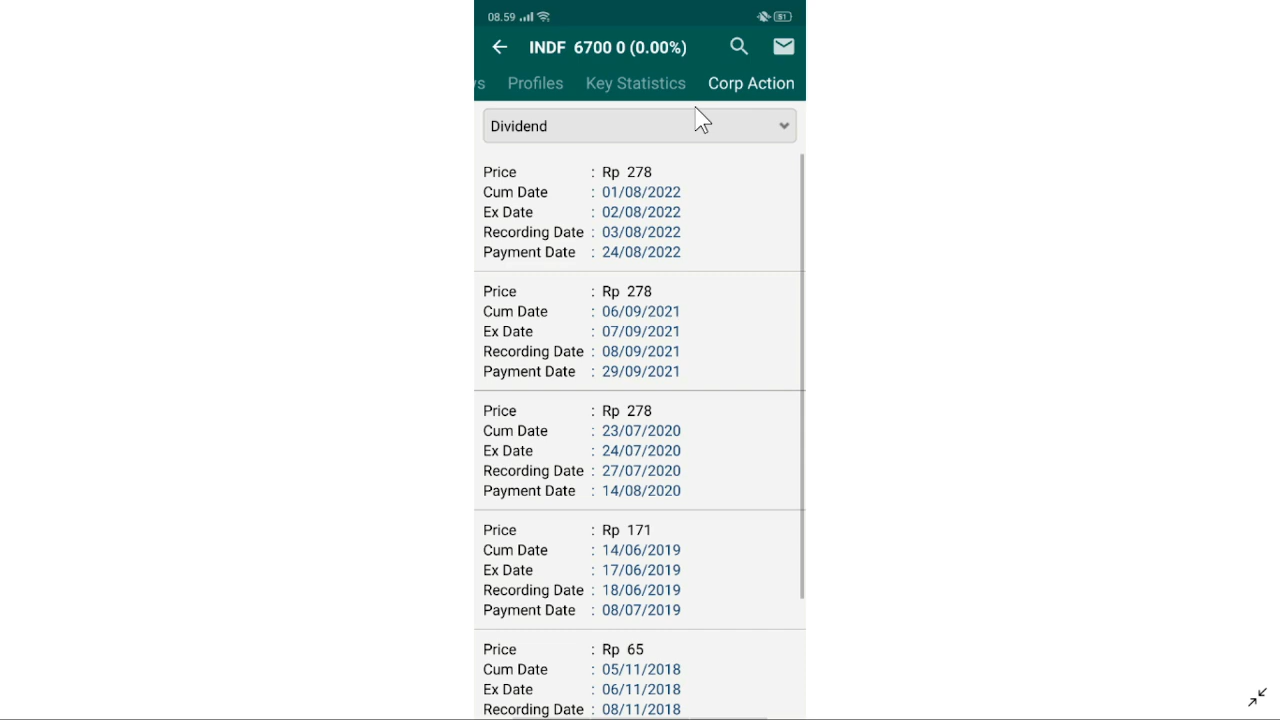 08.59 51
INDF 6700 0 (0.00%)
s Profiles Key Statistics Corp Action
Dividend
Price : Rp 278
Cum Date : 01/08/2022
Ex Date : 02/08/2022
Recording Date : 03/08/2022
Payment Date : 24/08/2022
Price : Rp 278
Cum Date : 06/09/2021
Ex Date : 07/09/2021
Recording Date : 08/09/2021
Payment Date : 29/09/2021
Price : Rp 278
Cum Date : 23/07/2020
Ex Date : 24/07/2020
Recording Date : 27/07/2020
Payment Date : 14/08/2020
Price : Rp 171
Cum Date : 14/06/2019
Ex Date : 17/06/2019
Recording Date : 18/06/2019
Payment Date : 08/07/2019
Price : Rp 65
Cum Date : 05/11/2018
Ex Date : 06/11/2018
Recording Date : 08/11/2018